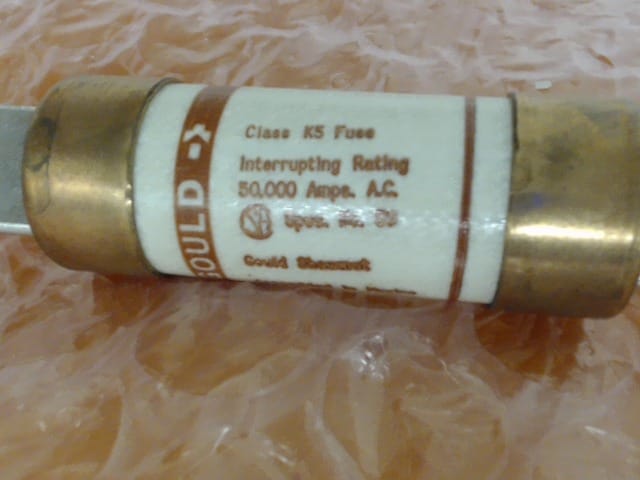 GOULD
Class K5 Fuse
Interrupting Rating
50,000 Amps. A.C.
Gould Shawmut